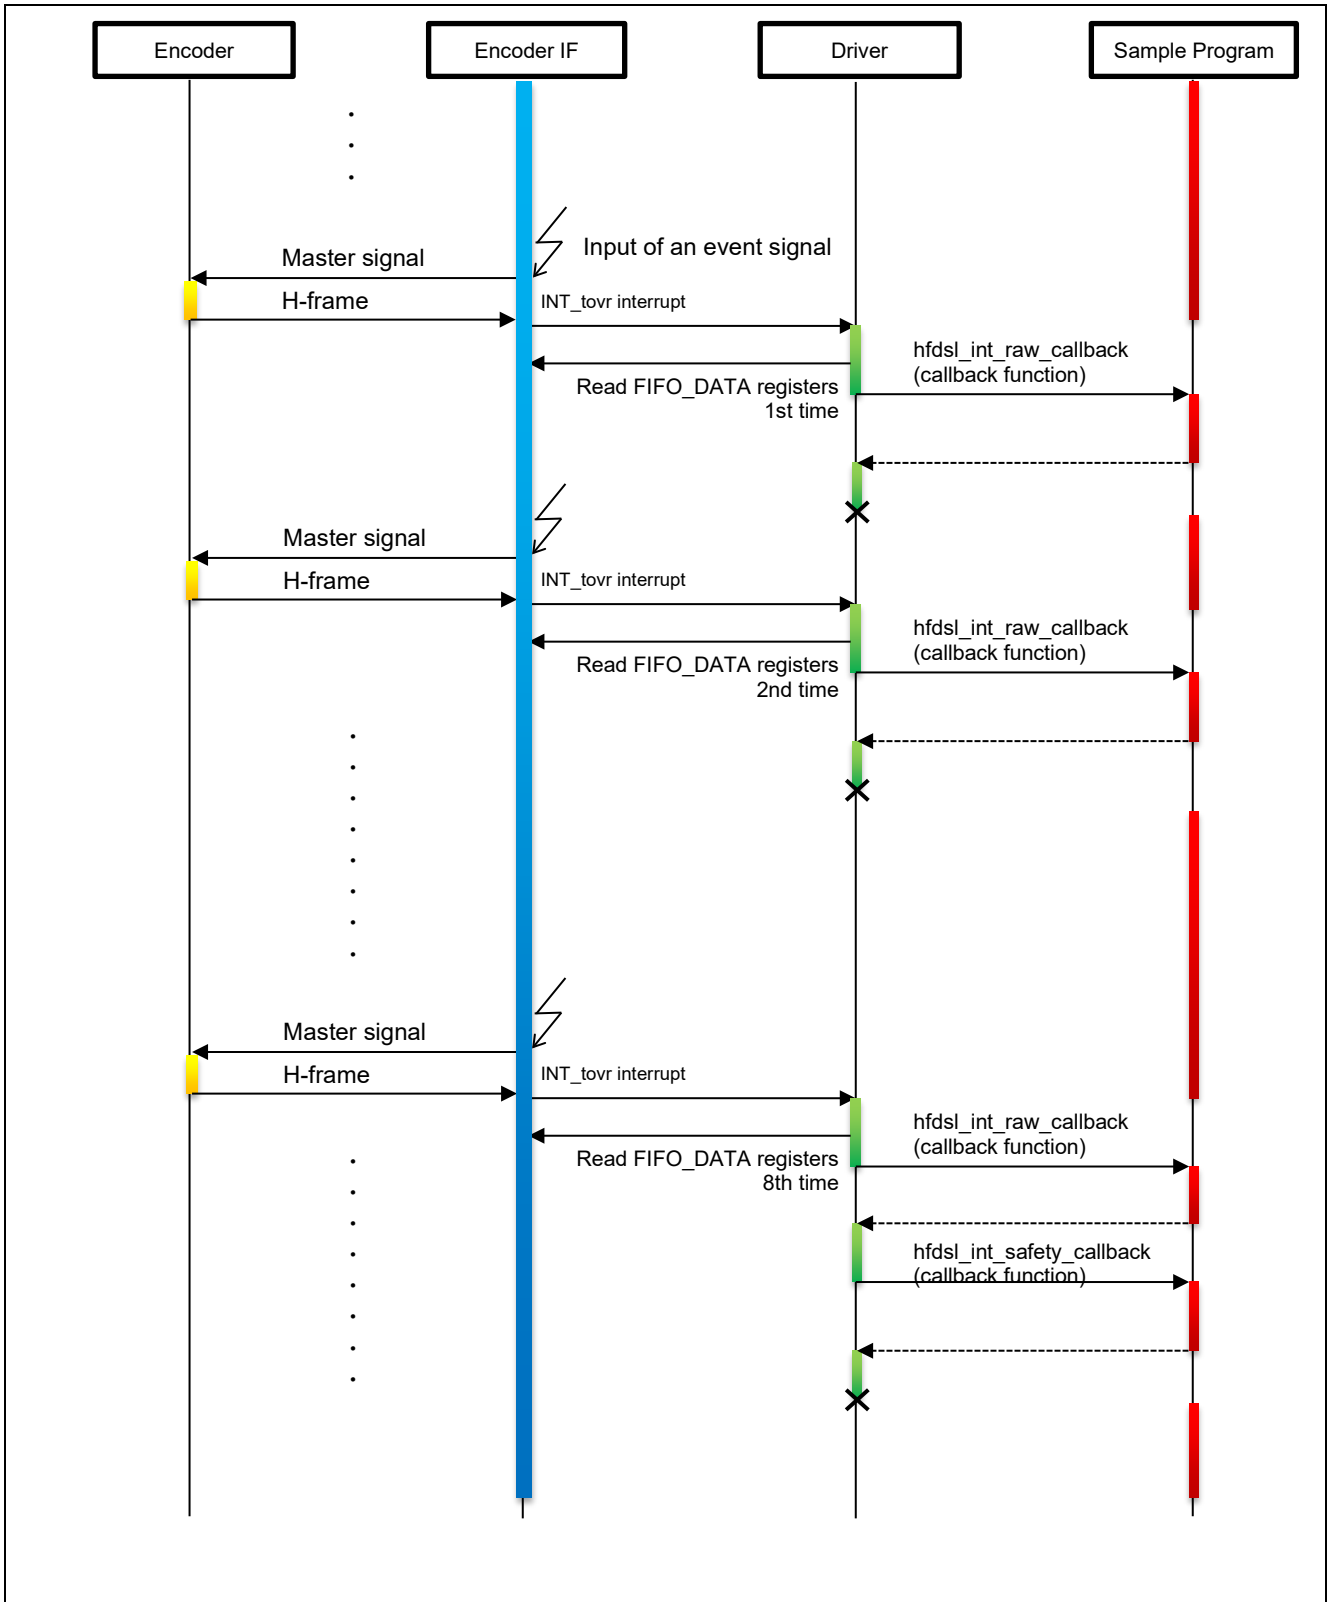 Encoder
Encoder IF
Driver
Sample Program
Input of an event signal
Master signal
H-frame
INT_tovr interrupt
hfdsl_int_raw_callback
(callback function)
Read FIFO_DATA registers
1st time
Master signal
H-frame
INT_tovr interrupt
hfdsl_int_raw_callback
(callback function)
Read FIFO_DATA registers
2nd time
Master signal
H-frame
INT_tovr interrupt
hfdsl_int_raw_callback
(callback function)
Read FIFO_DATA registers
8th time
hfdsl_int_safety_callback
(callback function)